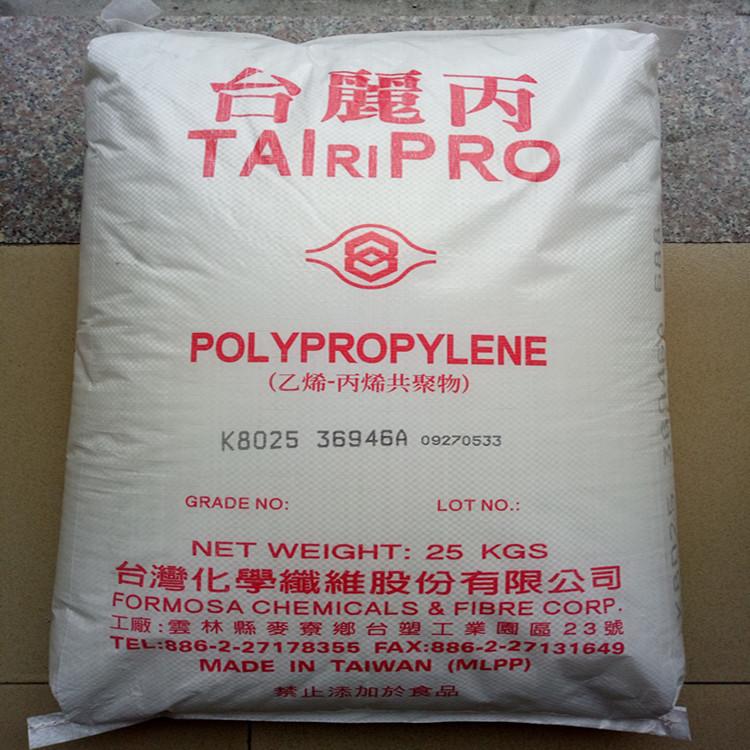 台麗丙
TAIRIPRO
POLYPROPYLENE
(乙烯-丙烯共聚物)
K8025 36946A 09270533
GRADE NO: LOT NO.:
NET WEIGHT: 25 KGS
台灣化學纖維股份有限公司
FORMOSA CHEMICALS & FIBRE CORP.
工廠:雲林縣麥寮鄉台塑工業園區23號
TEL:886-2-27178355 FAX:886-2-27131649
MADE IN TAIWAN (MLPP)
禁止添加於食品